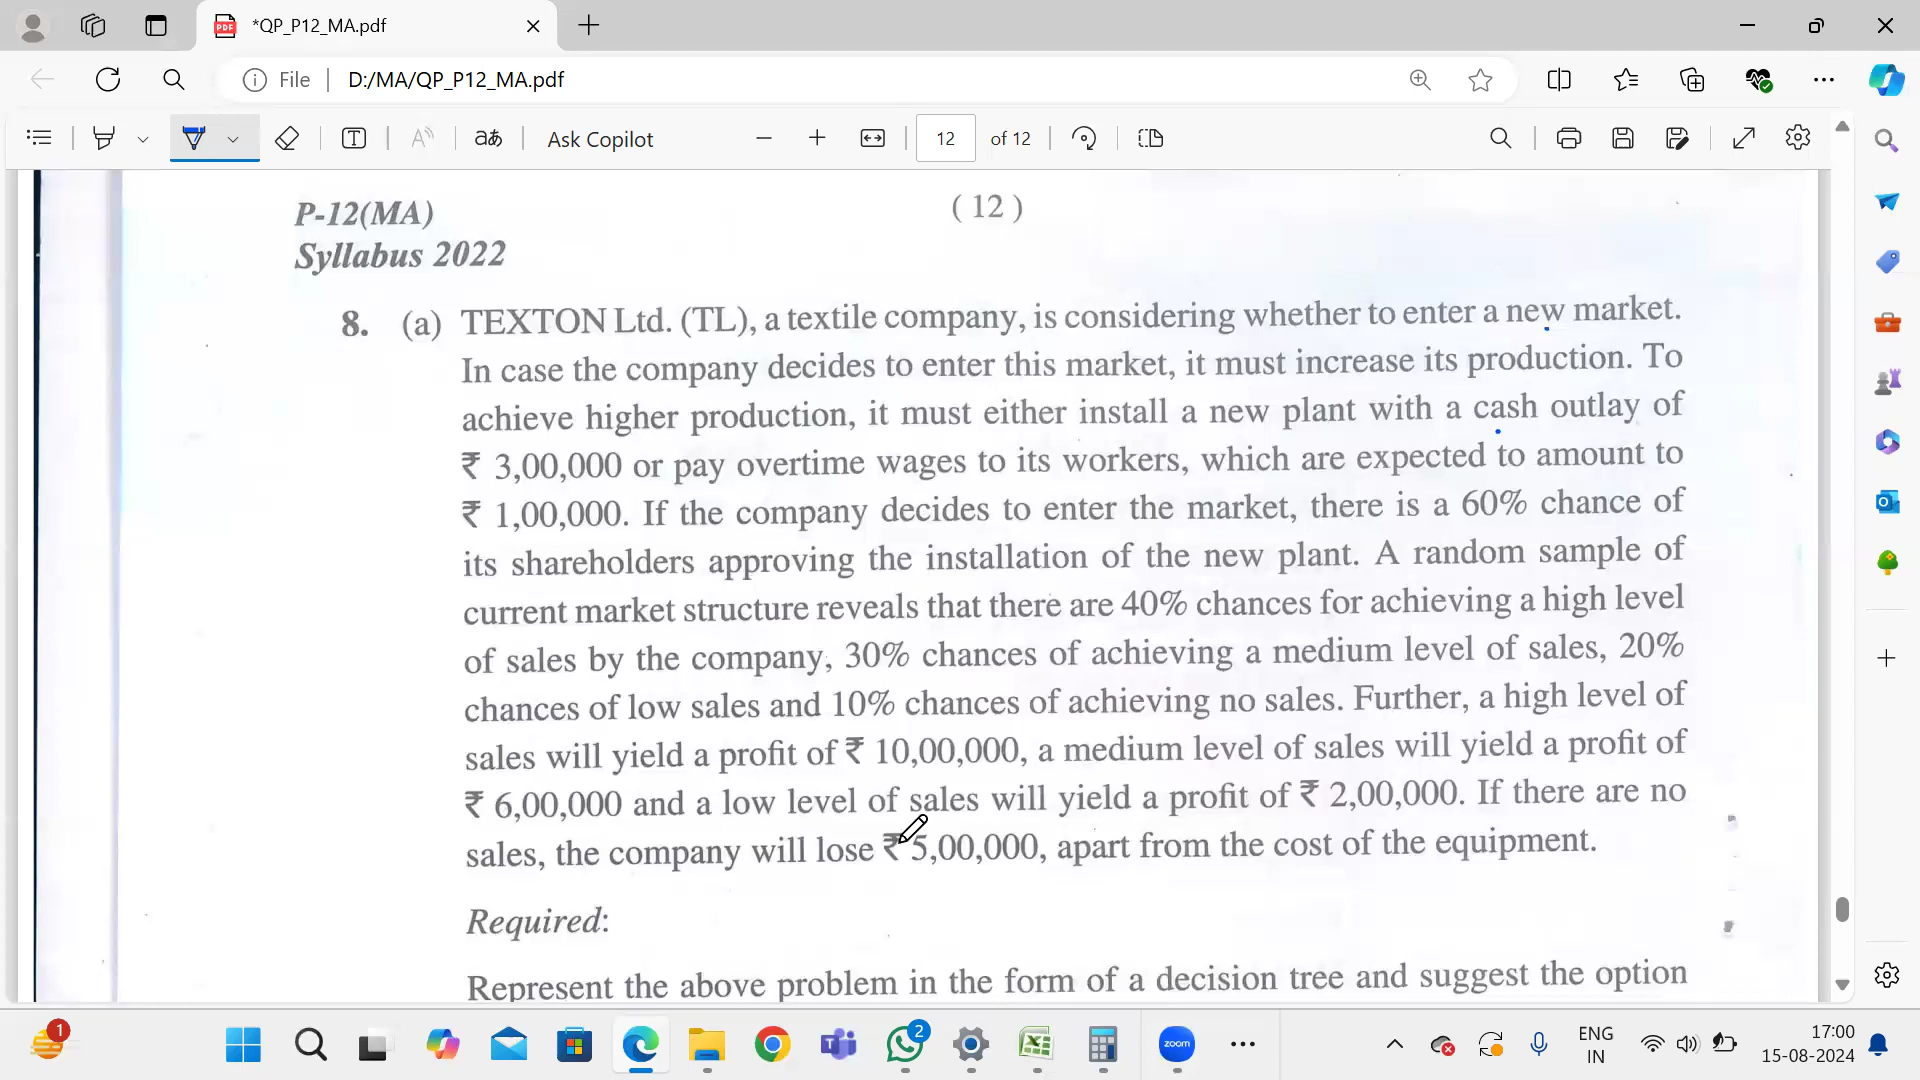 *QP_P12_MA.pdf
File | D:/MA/QP_P12_MA.pdf
Ask Copilot
12 of 12
P-12(MA)
( 12 )
Syllabus 2022
8. (a) TEXTON Ltd. (TL), a textile company, is considering whether to enter a new market.
In case the company decides to enter this market, it must increase its production. To
achieve higher production, it must either install a new plant with a cash outlay of
₹ 3,00,000 or pay overtime wages to its workers, which are expected to amount to
₹ 1,00,000. If the company decides to enter the market, there is a 60% chance of
its shareholders approving the installation of the new plant. A random sample of
current market structure reveals that there are 40% chances for achieving a high level
of sales by the company, 30% chances of achieving a medium level of sales, 20%
chances of low sales and 10% chances of achieving no sales. Further, a high level of
sales will yield a profit of ₹ 10,00,000, a medium level of sales will yield a profit of
₹ 6,00,000 and a low level of sales will yield a profit of ₹ 2,00,000. If there are no
sales, the company will lose ₹ 5,00,000, apart from the cost of the equipment.
Required:
Represent the above problem in the form of a decision tree and suggest the option
1
2
zoom
ENG
IN
17:00
15-08-2024